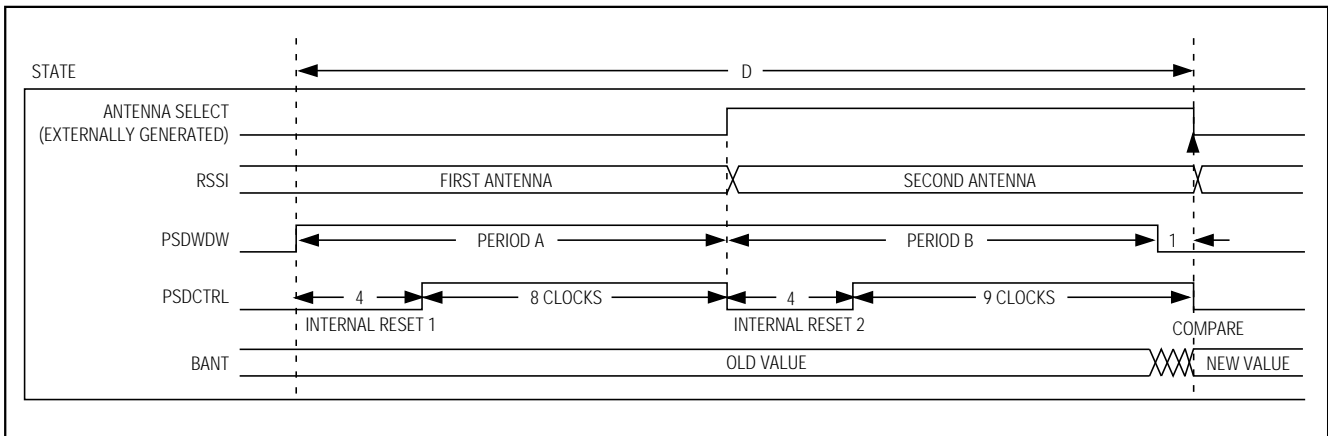 STATE
D
ANTENNA SELECT
(EXTERNALLY GENERATED)
RSSI
FIRST ANTENNA
SECOND ANTENNA
PSDWDW
PERIOD A
PERIOD B
1
PSDCTRL
4
8 CLOCKS
4
9 CLOCKS
INTERNAL RESET 1
INTERNAL RESET 2
COMPARE
BANT
OLD VALUE
NEW VALUE